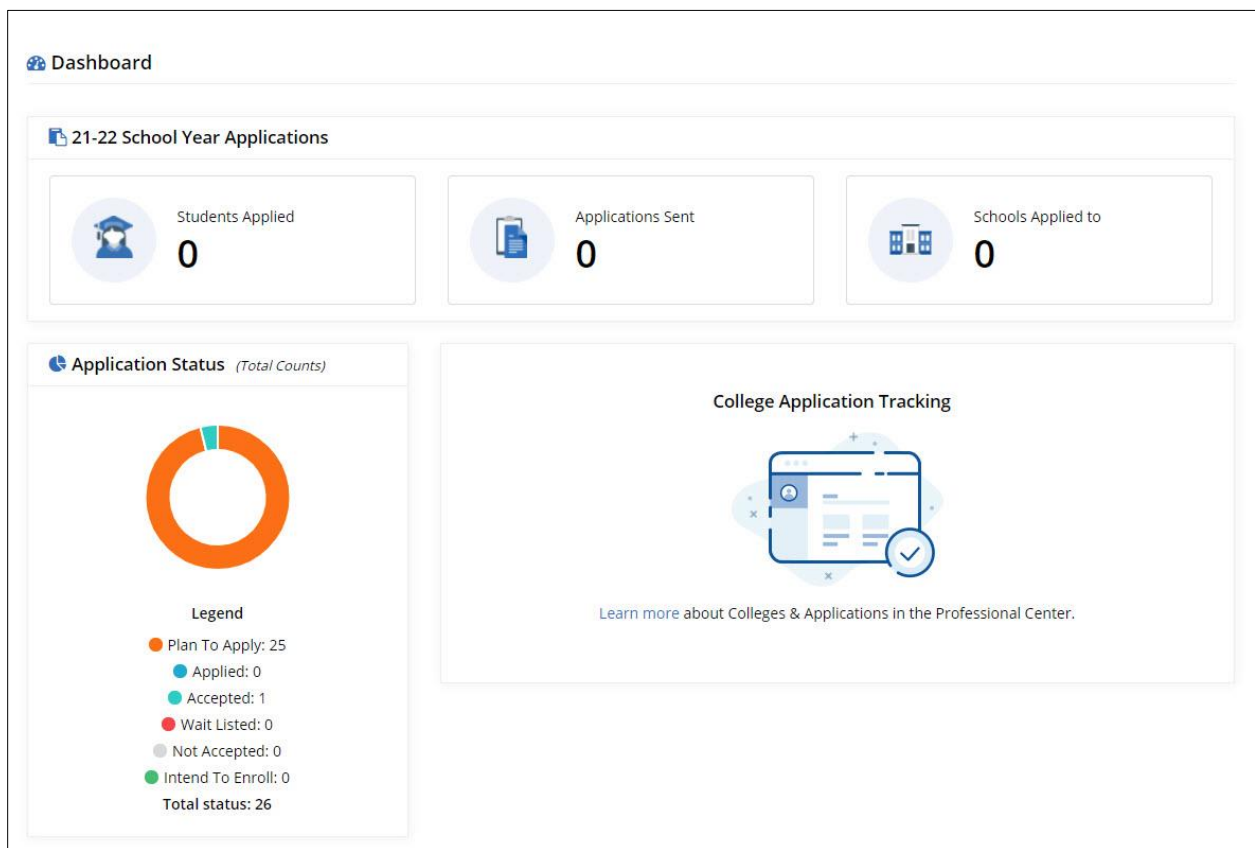 Dashboard
21-22 School Year Applications
Students Applied
0
Applications Sent
0
Schools Applied to
0
Application Status (Total Counts)
Legend
Plan To Apply: 25
Applied: 0
Accepted: 1
Wait Listed: 0
Not Accepted: 0
Intend To Enroll: 0
Total status: 26
College Application Tracking
Learn more about Colleges & Applications in the Professional Center.